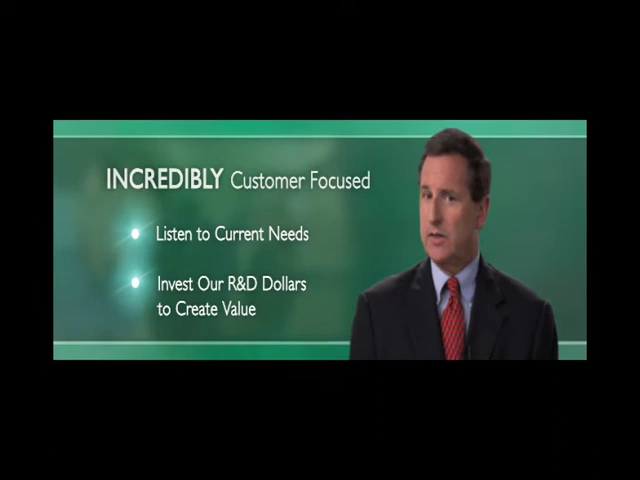 INCREDIBLY Customer Focused
Listen to Current Needs
Invest Our R&D Dollars
to Create Value